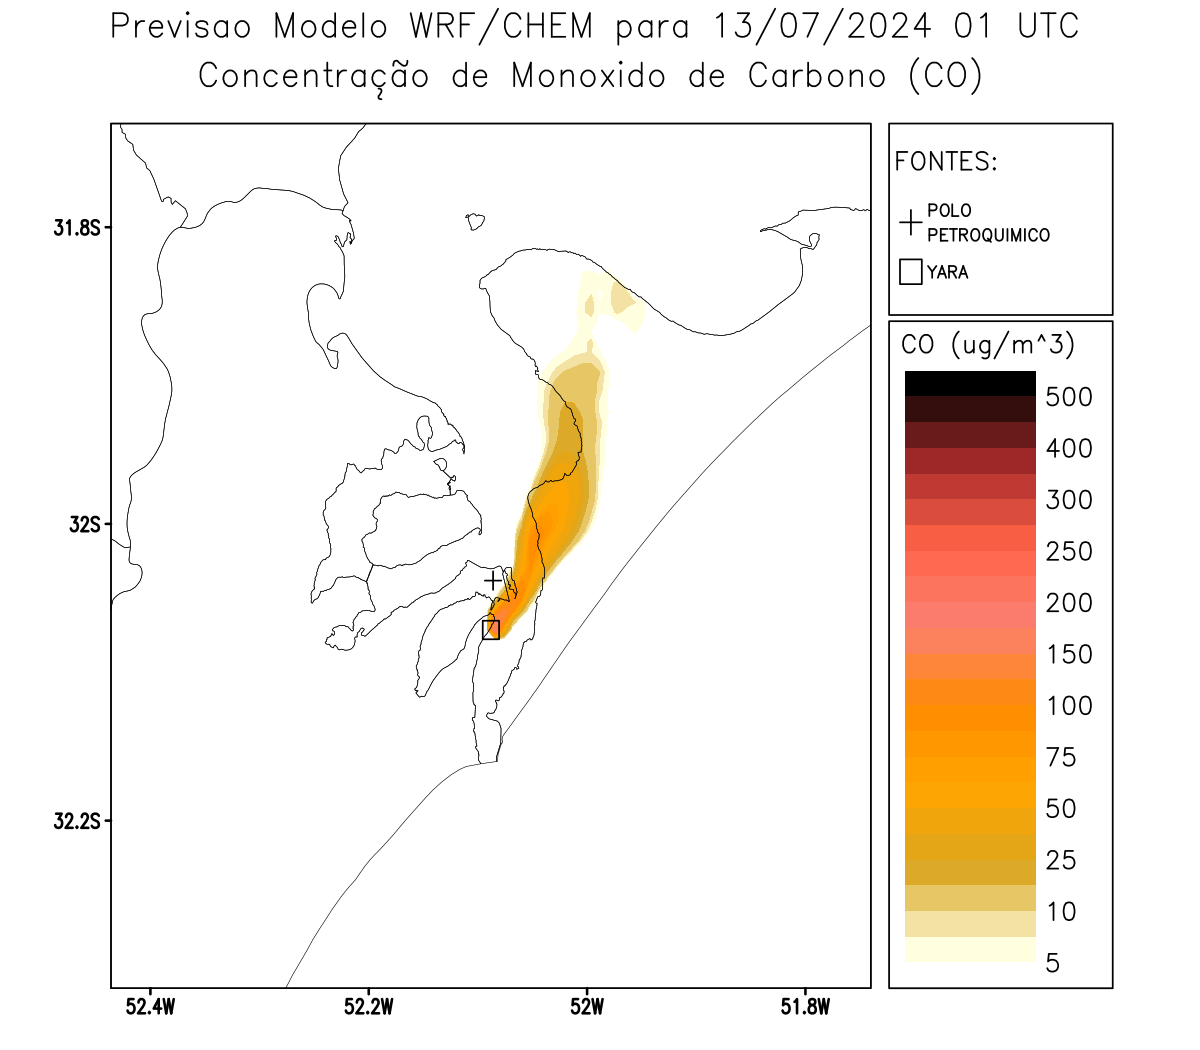 Previsao Modelo WRF/CHEM para 13/07/2024 01 UTC
Concentração de Monoxido de Carbono (CO)
FONTES:
POLO
PETROQUIMICO
YARA
CO (ug/m^3)
500
400
300
250
200
150
100
75
50
25
10
5
31.8S
32S
32.2S
52.4W
52.2W
52W
51.8W